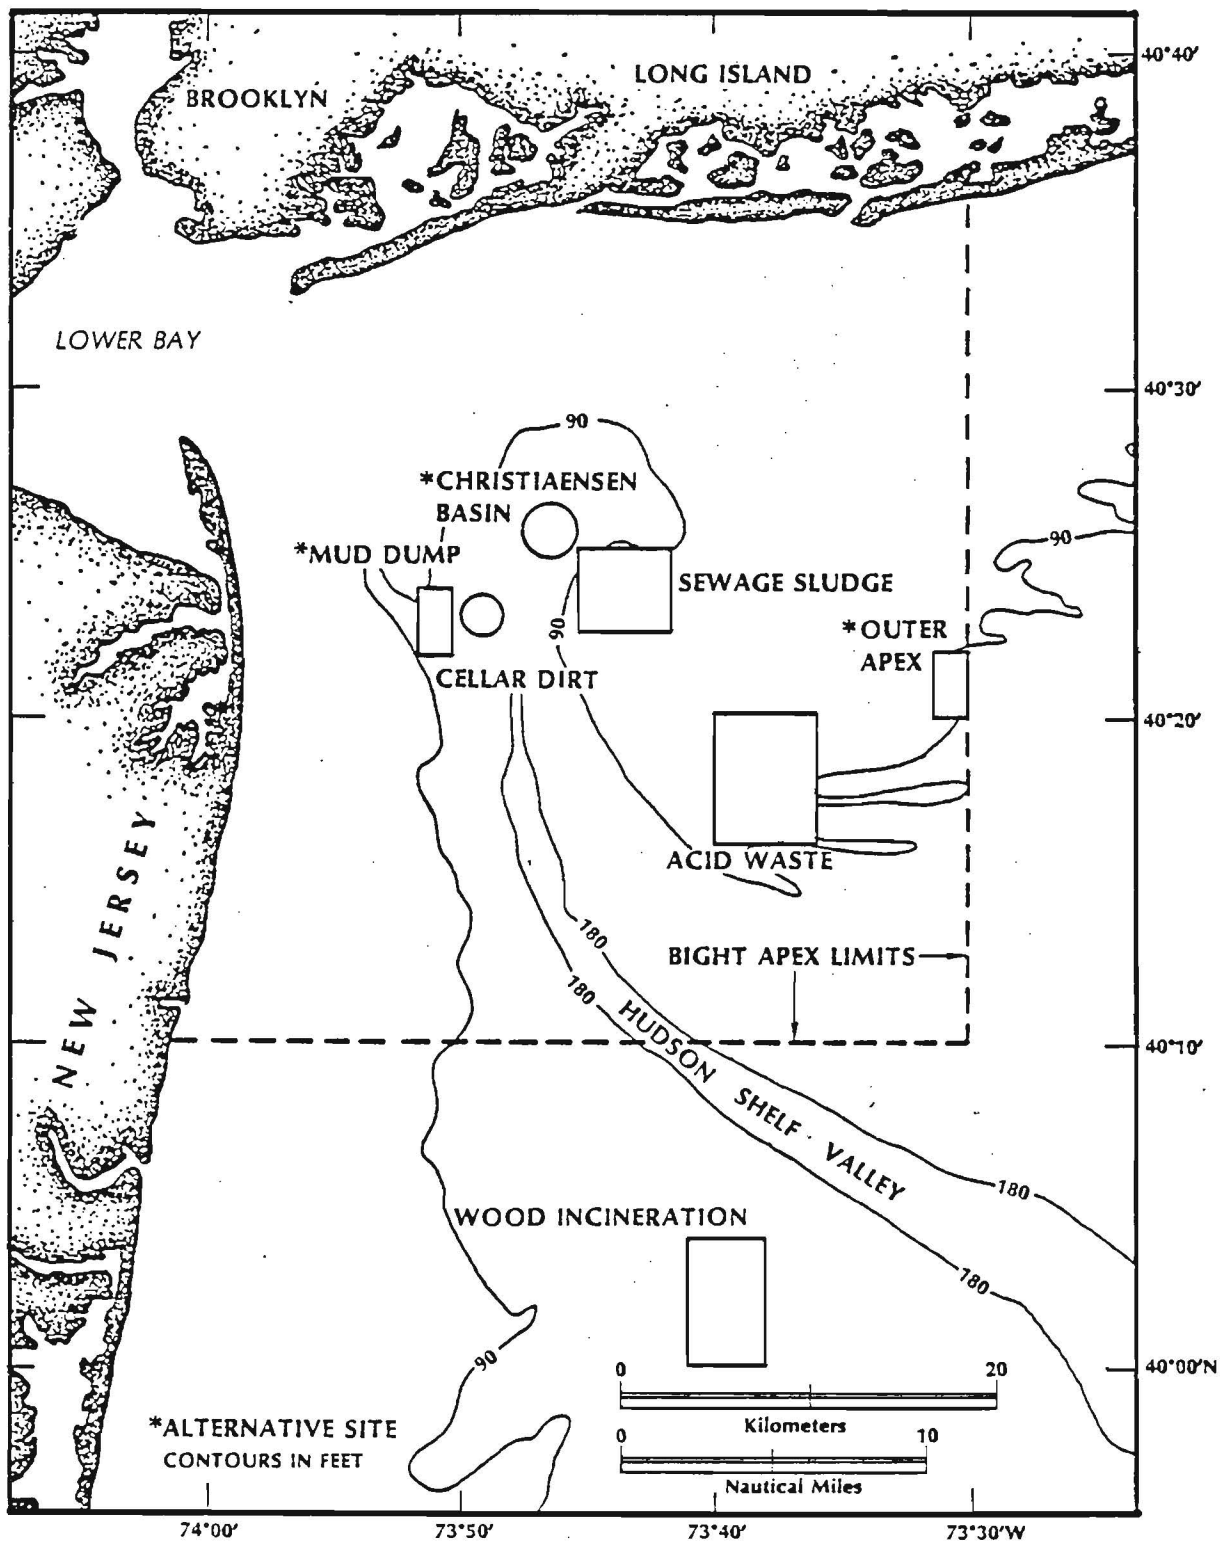 40°40'
LONG ISLAND
BROOKLYN
LOWER BAY
40°30'
90
*CHRISTIAENSEN
BASIN
*MUD DUMP
90
SEWAGE SLUDGE
90
*OUTER
APEX
CELLAR DIRT
40°20'
ACID WASTE
NEW JERSEY
180
BIGHT APEX LIMITS
180
HUDSON SHELF VALLEY
40°10'
180
WOOD INCINERATION
180
90
0 20
40°00'N
Kilometers
*ALTERNATIVE SITE
CONTOURS IN FEET
0 10
Nautical Miles
74°00' 73°50' 73°40' 73°30'W